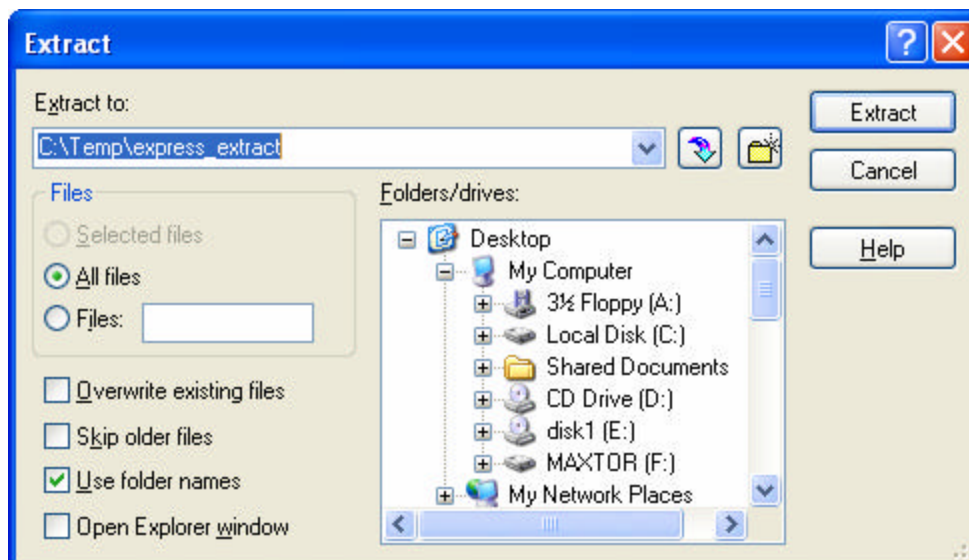 Extract
Extract to:
C:\Temp\express_extract
Extract
Cancel
Help
Files
Selected files
All files
Files:
Overwrite existing files
Skip older files
Use folder names
Open Explorer window
Folders/drives:
Desktop
My Computer
3½ Floppy (A:)
Local Disk (C:)
Shared Documents
CD Drive (D:)
disk1 (E:)
MAXTOR (F:)
My Network Places